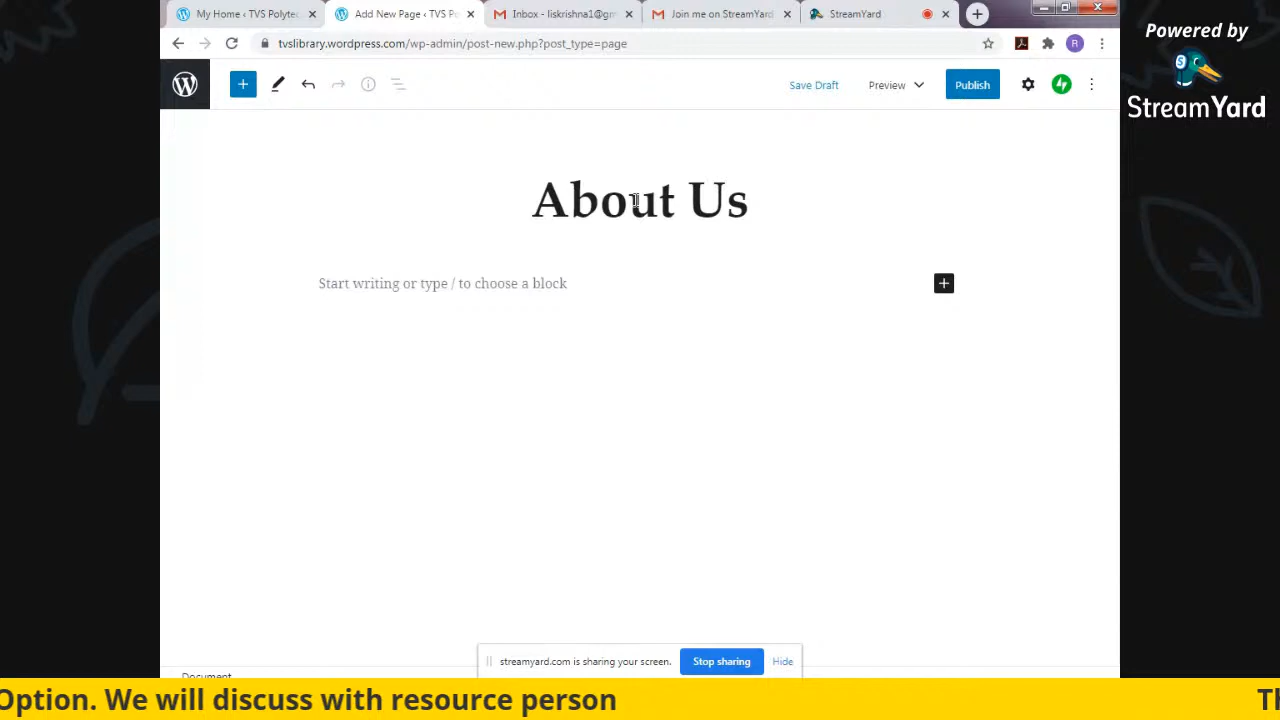 My Home ‹ TVS Polytec
Add New Page ‹ TVS Po
Inbox - liskrishna1@gm
Join me on StreamYard
StreamYard
Powered by
StreamYard
tvslibrary.wordpress.com/wp-admin/post-new.php?post_type=page
R
Save Draft
Preview
Publish
About Us
Start writing or type / to choose a block
streamyard.com is sharing your screen.
Stop sharing
Hide
Document
Option. We will discuss with resource person
Th